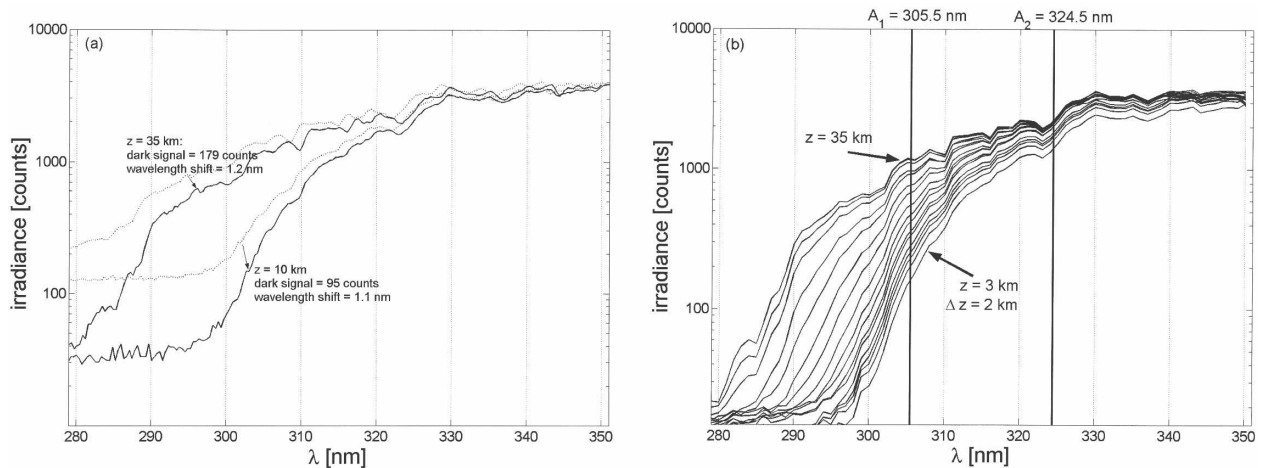 (a)
10000
1000
100
irradiance [counts]
z = 35 km:
dark signal = 179 counts
wavelength shift = 1.2 nm
z = 10 km
dark signal = 95 counts
wavelength shift = 1.1 nm
280 290 300 310 320 330 340 350
λ [nm]
A1 = 305.5 nm
A2 = 324.5 nm
(b)
10000
1000
100
irradiance [counts]
z = 35 km
z = 3 km
Δ z = 2 km
280 290 300 310 320 330 340 350
λ [nm]